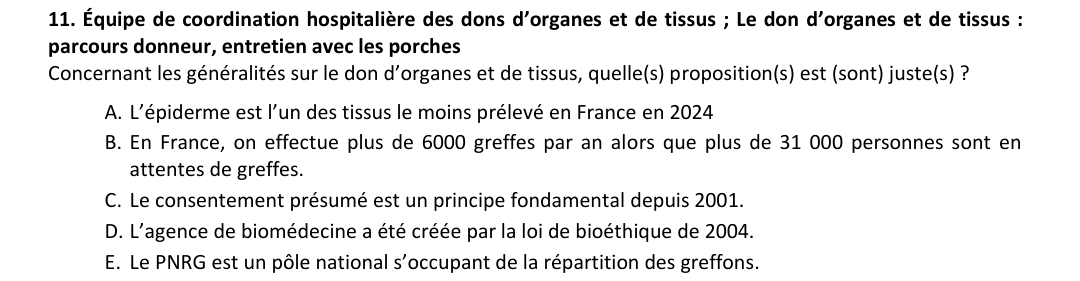 11. Équipe de coordination hospitalière des dons d’organes et de tissus ; Le don d’organes et de tissus :
parcours donneur, entretien avec les porches
Concernant les généralités sur le don d’organes et de tissus, quelle(s) proposition(s) est (sont) juste(s) ?
A. L’épiderme est l’un des tissus le moins prélevé en France en 2024
B. En France, on effectue plus de 6000 greffes par an alors que plus de 31 000 personnes sont en
attentes de greffes.
C. Le consentement présumé est un principe fondamental depuis 2001.
D. L’agence de biomédecine a été créée par la loi de bioéthique de 2004.
E. Le PNRG est un pôle national s’occupant de la répartition des greffons.